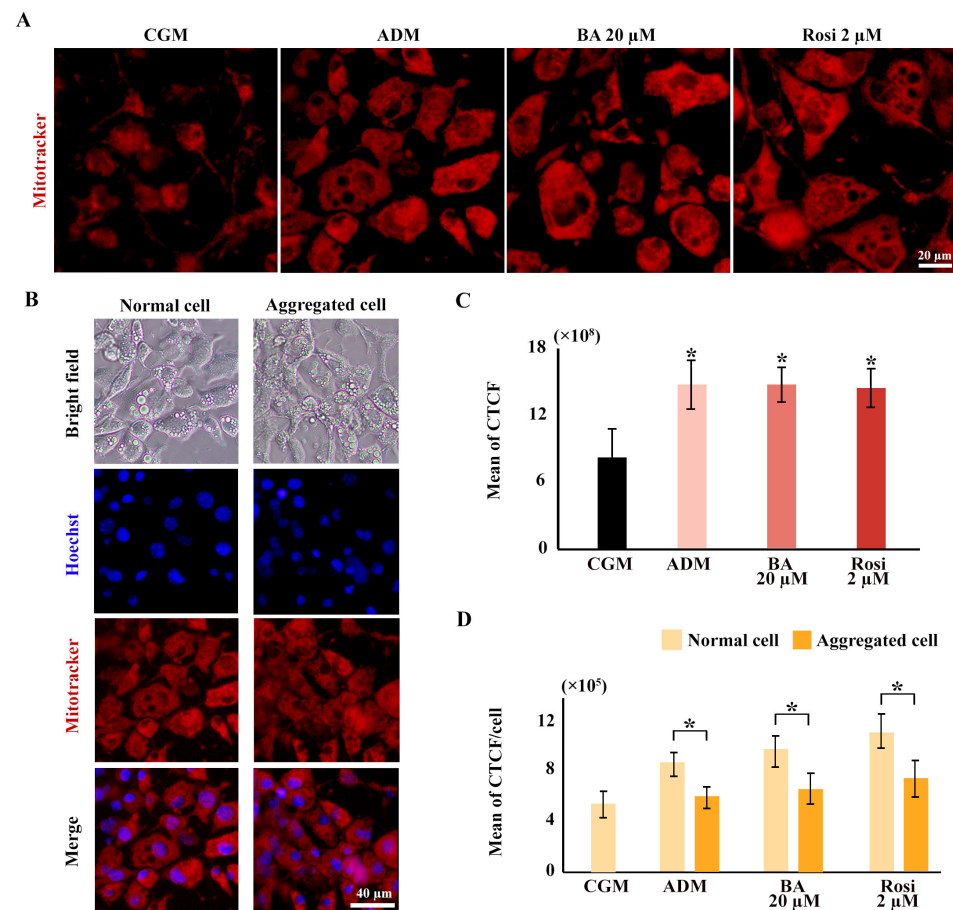 A
CGM
ADM
BA 20 µM
Rosi 2 µM
Mitotracker
20 µm
B
Normal cell
Aggregated cell
Bright field
Hoechst
Mitotracker
Merge
40 µm
C
(×10⁸)
18
12
6
0
Mean of CTCF
*
*
*
CGM
ADM
BA
20 µM
Rosi
2 µM
D
Normal cell
Aggregated cell
(×10⁵)
12
8
4
0
Mean of CTCF/cell
*
*
*
CGM
ADM
BA
20 µM
Rosi
2 µM